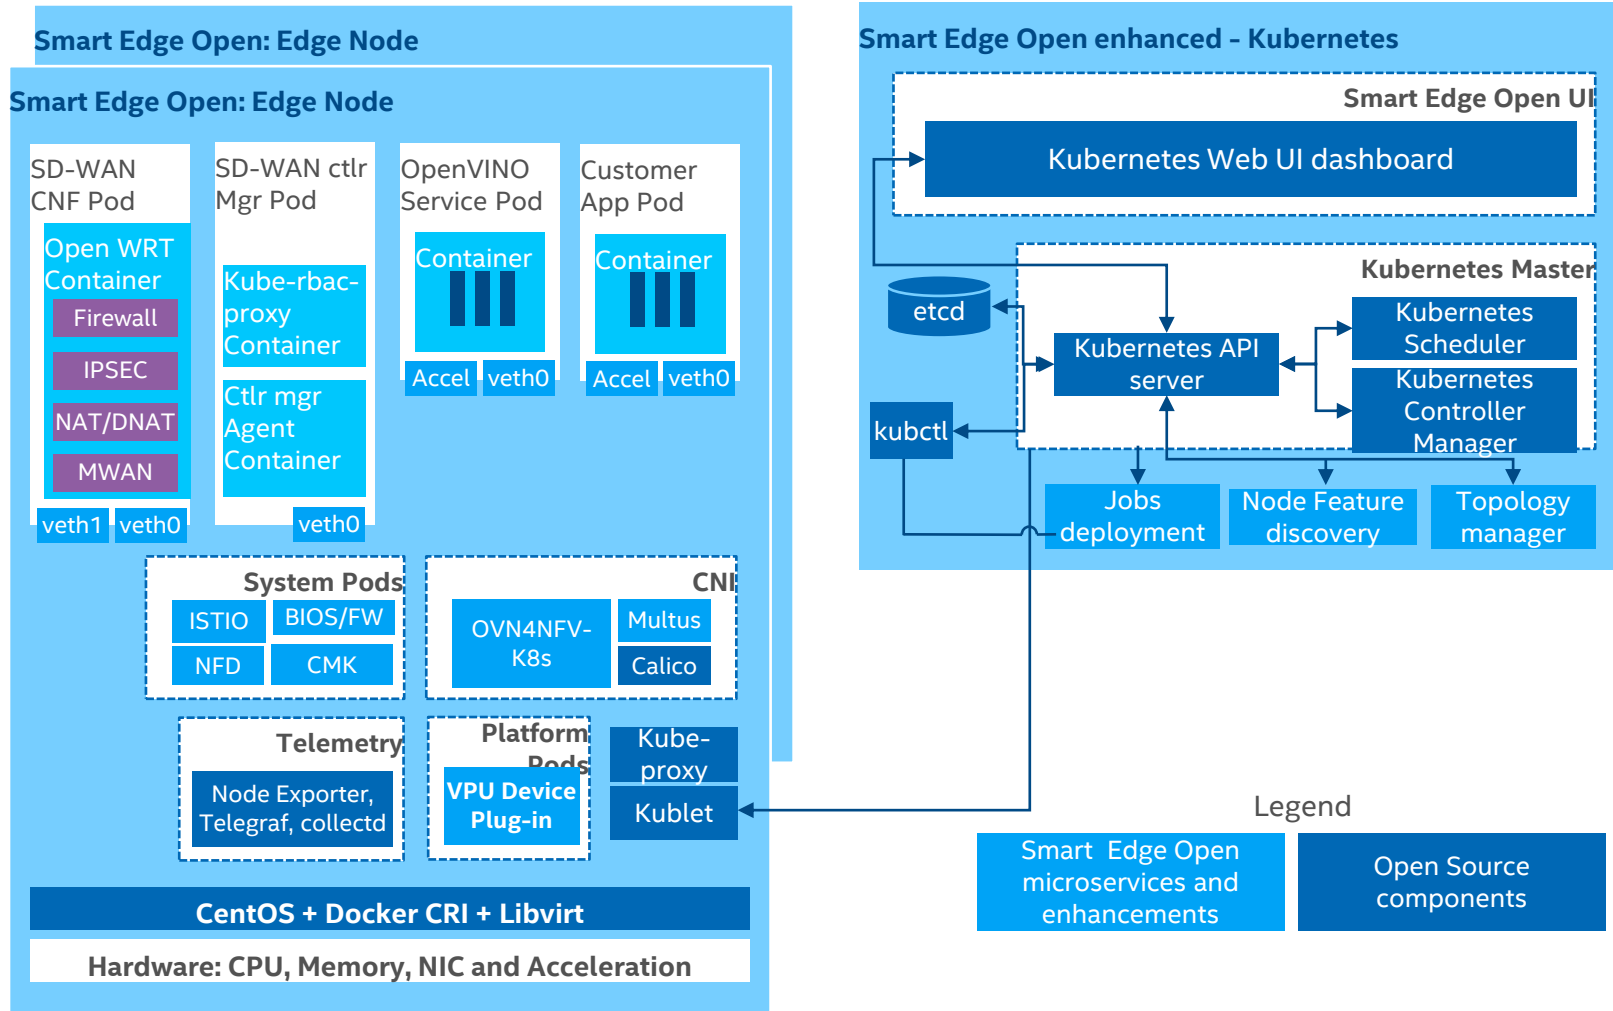 Smart Edge Open: Edge Node
Smart Edge Open: Edge Node
SD-WAN
CNF Pod
Open WRT
Container
Firewall
IPSEC
NAT/DNAT
MWAN
veth1
veth0
SD-WAN ctlr
Mgr Pod
Kube-rbac-
proxy
Container
Ctlr mgr
Agent
Container
veth0
OpenVINO
Service Pod
Container
Accel
veth0
Customer
App Pod
Container
Accel
veth0
System Pods
ISTIO
BIOS/FW
NFD
CMK
CNI
OVN4NFV-
K8s
Multus
Calico
Telemetry
Node Exporter,
Telegraf, collectd
Platform
Pods
VPU Device
Plug-in
Kube-
proxy
Kublet
CentOS + Docker CRI + Libvirt
Hardware: CPU, Memory, NIC and Acceleration
Smart Edge Open enhanced - Kubernetes
Smart Edge Open UI
Kubernetes Web UI dashboard
Kubernetes Master
etcd
Kubernetes API
server
Kubernetes
Scheduler
Kubernetes
Controller
Manager
kubctl
Jobs
deployment
Node Feature
discovery
Topology
manager
Legend
Smart Edge Open
microservices and
enhancements
Open Source
components